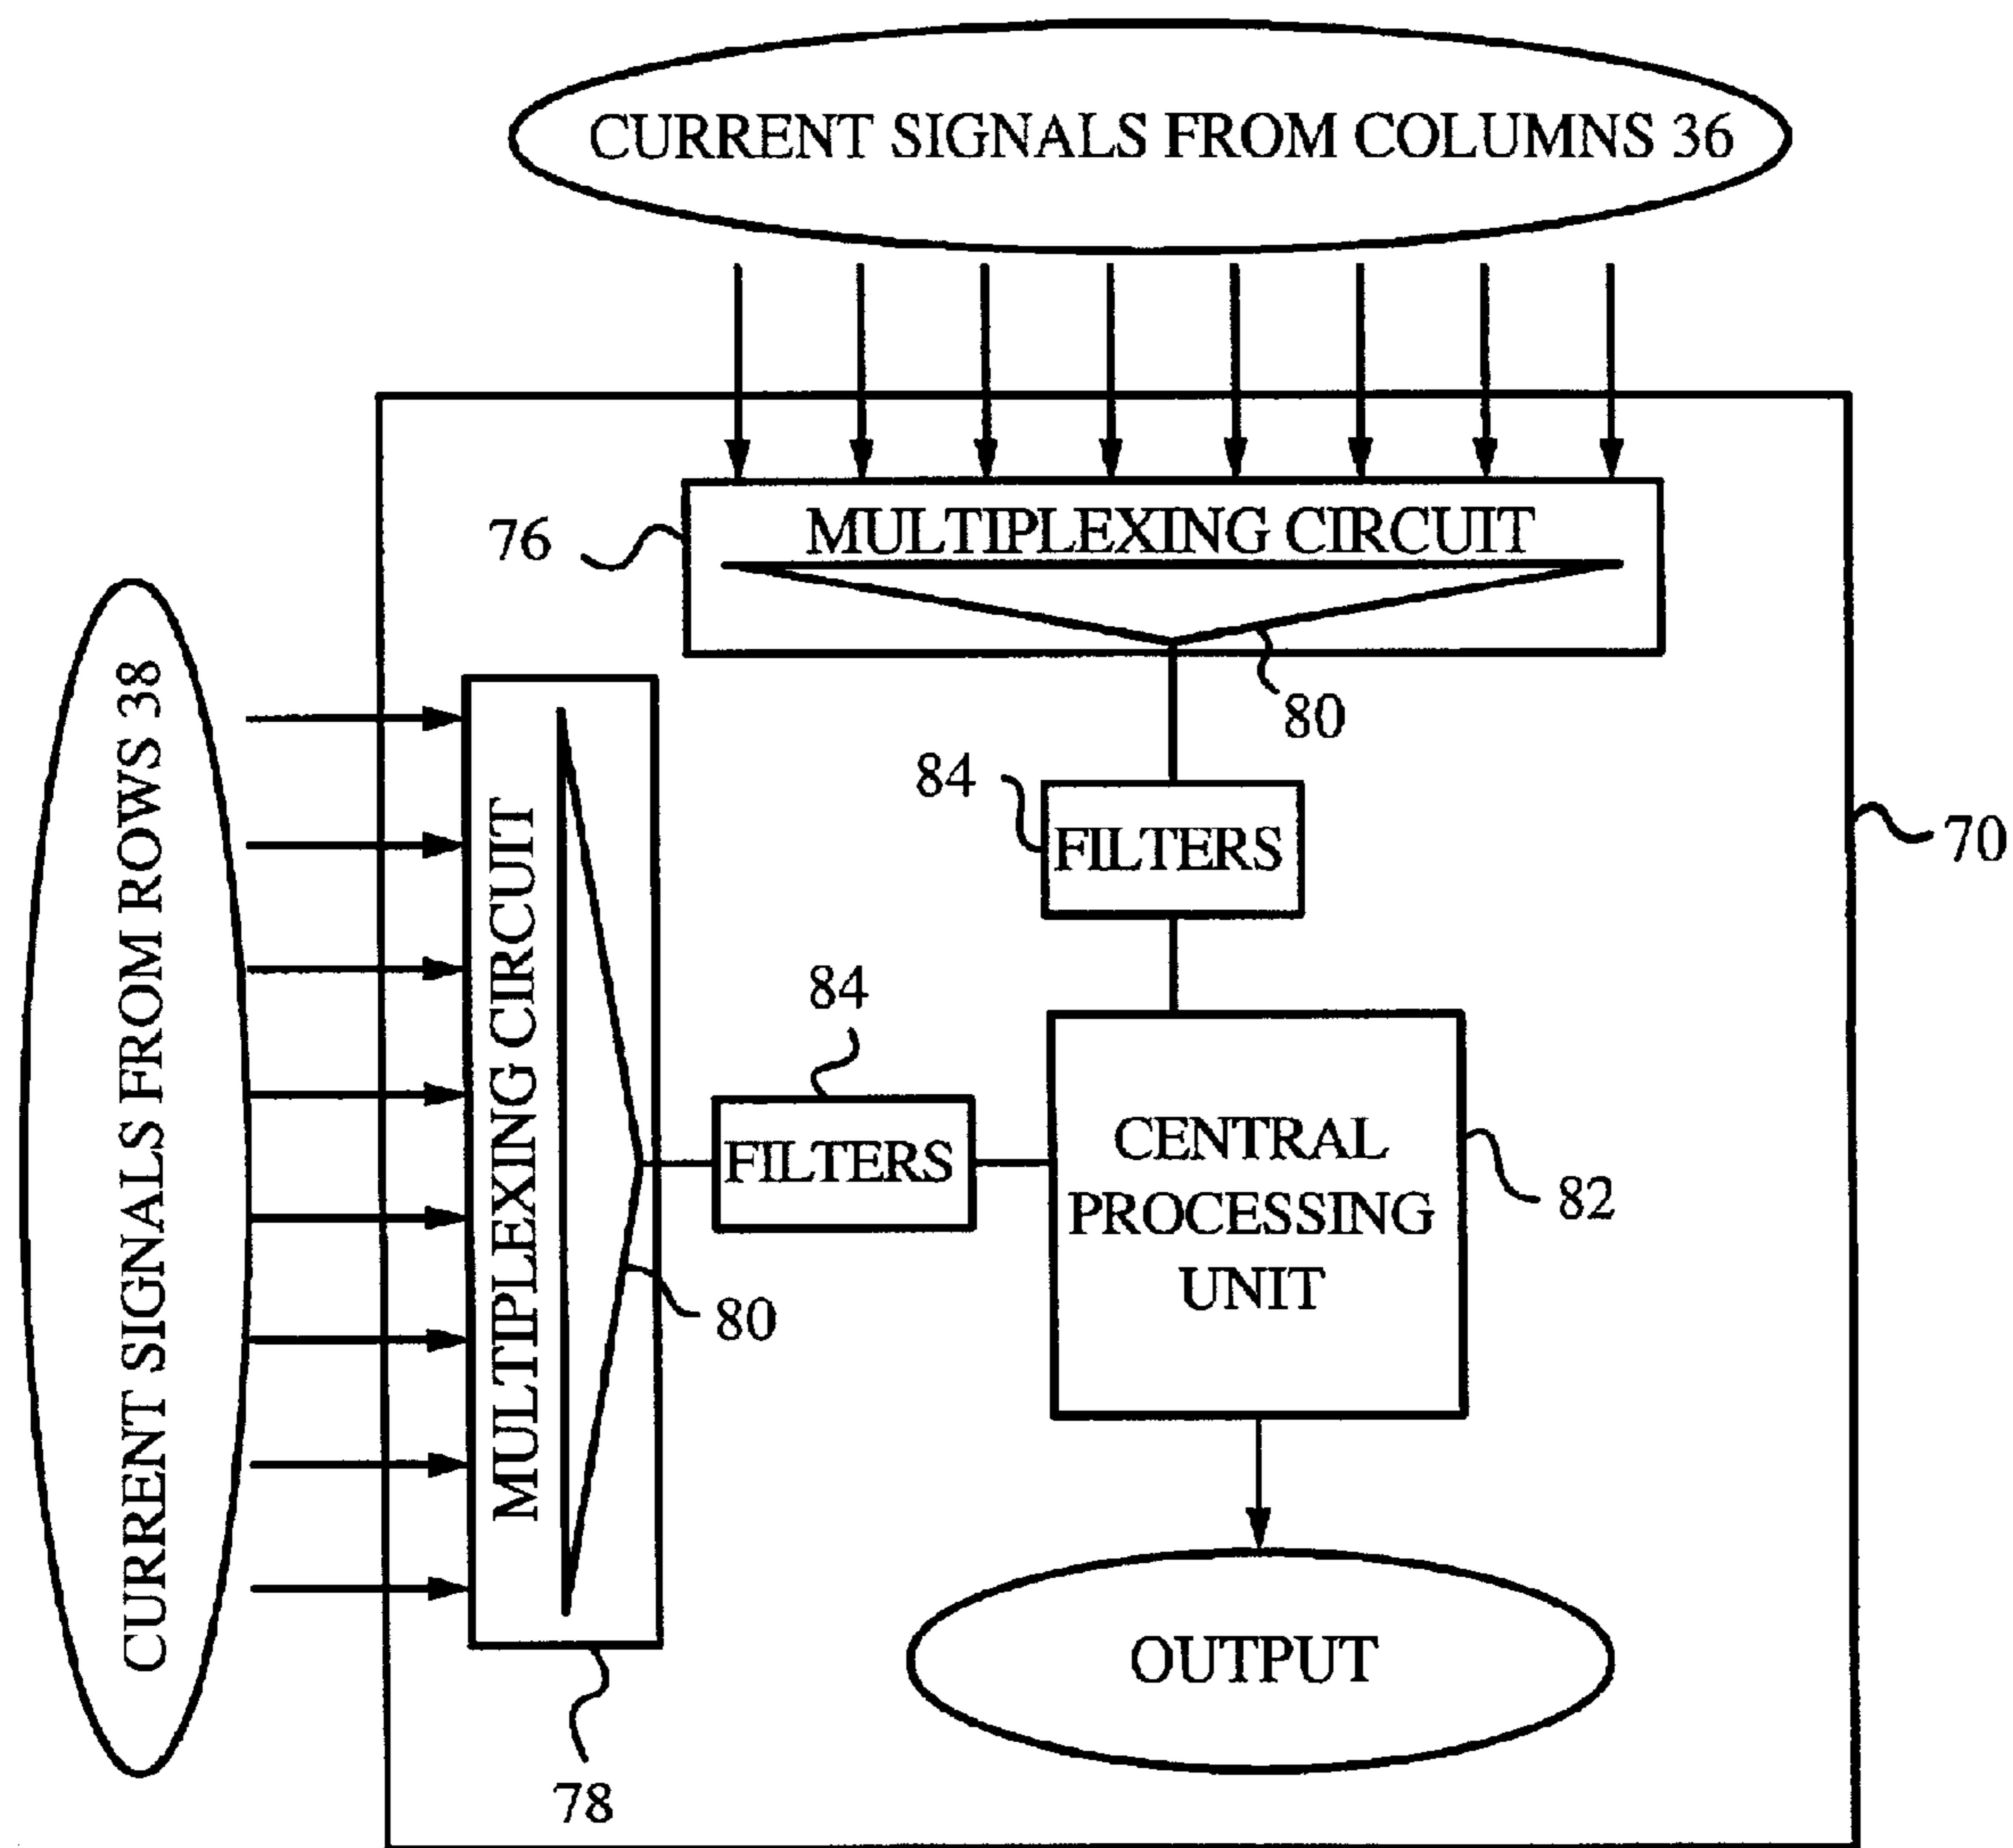 CURRENT SIGNALS FROM COLUMNS 36
76
MULTIPLEXING CIRCUIT
80
84
FILTERS
70
CURRENT SIGNALS FROM ROWS 38
MULTIPLEXING CIRCUIT
84
FILTERS
80
CENTRAL
PROCESSING
UNIT
82
OUTPUT
78